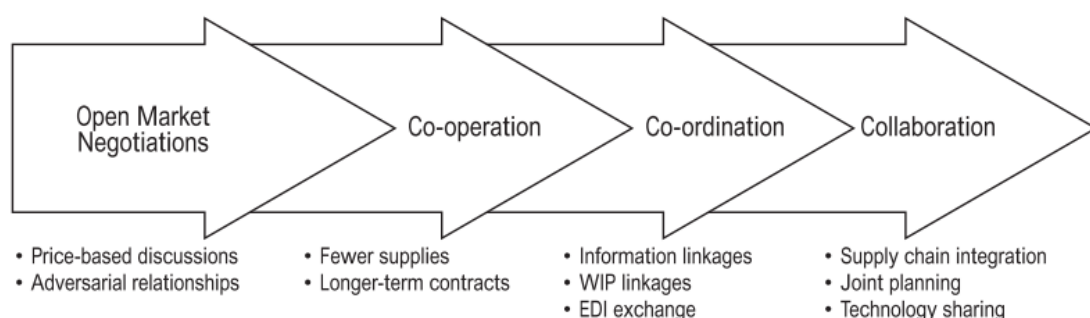 Open Market
Negotiations
Co-operation
Co-ordination
Collaboration
• Price-based discussions
• Adversarial relationships
• Fewer supplies
• Longer-term contracts
• Information linkages
• WIP linkages
• EDI exchange
• Supply chain integration
• Joint planning
• Technology sharing